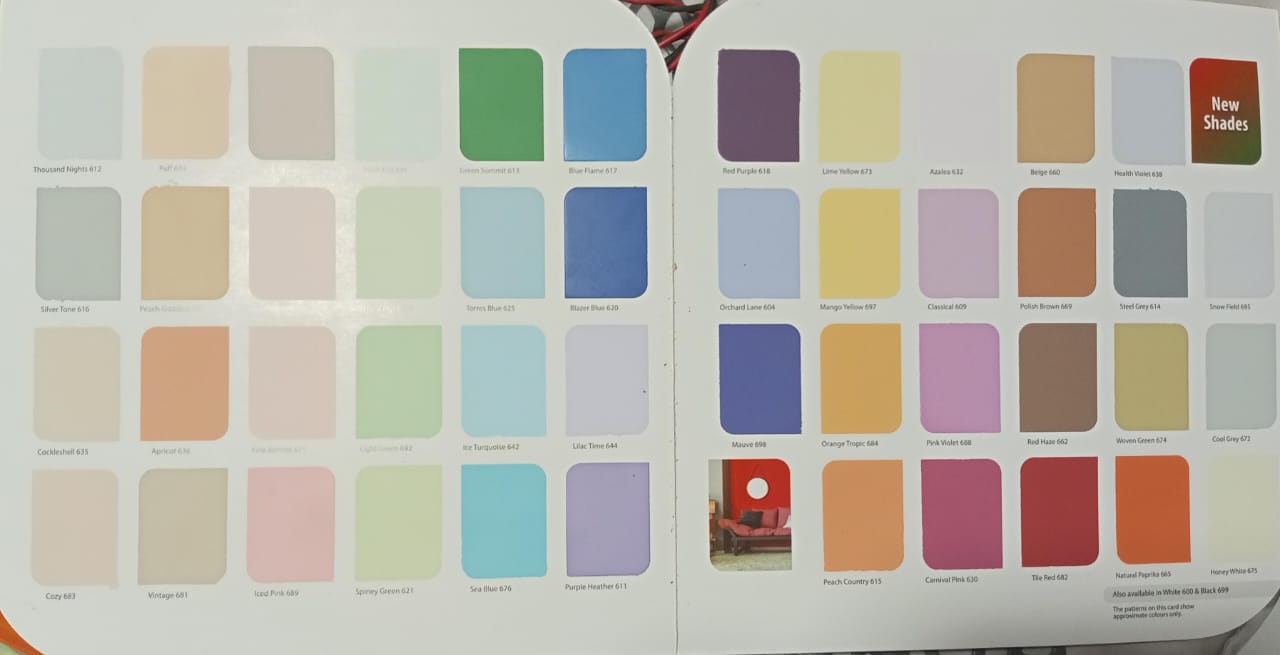 Thousand Nights 612
Puff 651
Green Summit 613
Blue Flame 617
Silver Tone 616
Peach
Torres Blue 625
Blazer Blue 620
Cockleshell 635
Apricot 636
Light Green 682
Ice Turquoise 642
Lilac Time 644
Cozy 683
Vintage 681
Iced Pink 689
Spiney Green 621
Sea Blue 676
Purple Heather 611
New
Shades
Red Purple 618
Lime Yellow 673
Azalea 632
Beige 660
Health Violet 638
Orchard Lane 604
Mango Yellow 697
Classical 609
Polish Brown 669
Steel Grey 614
Snow Field 693
Mauve 698
Orange Tropic 684
Pink Violet 688
Red Haze 662
Woven Green 674
Cool Grey 672
Peach Country 615
Carnival Pink 630
Tile Red 682
Natural Paprika 665
Honey White 675
Also available in White 600 & Black 699
The patterns on this card show
approximate colours only.